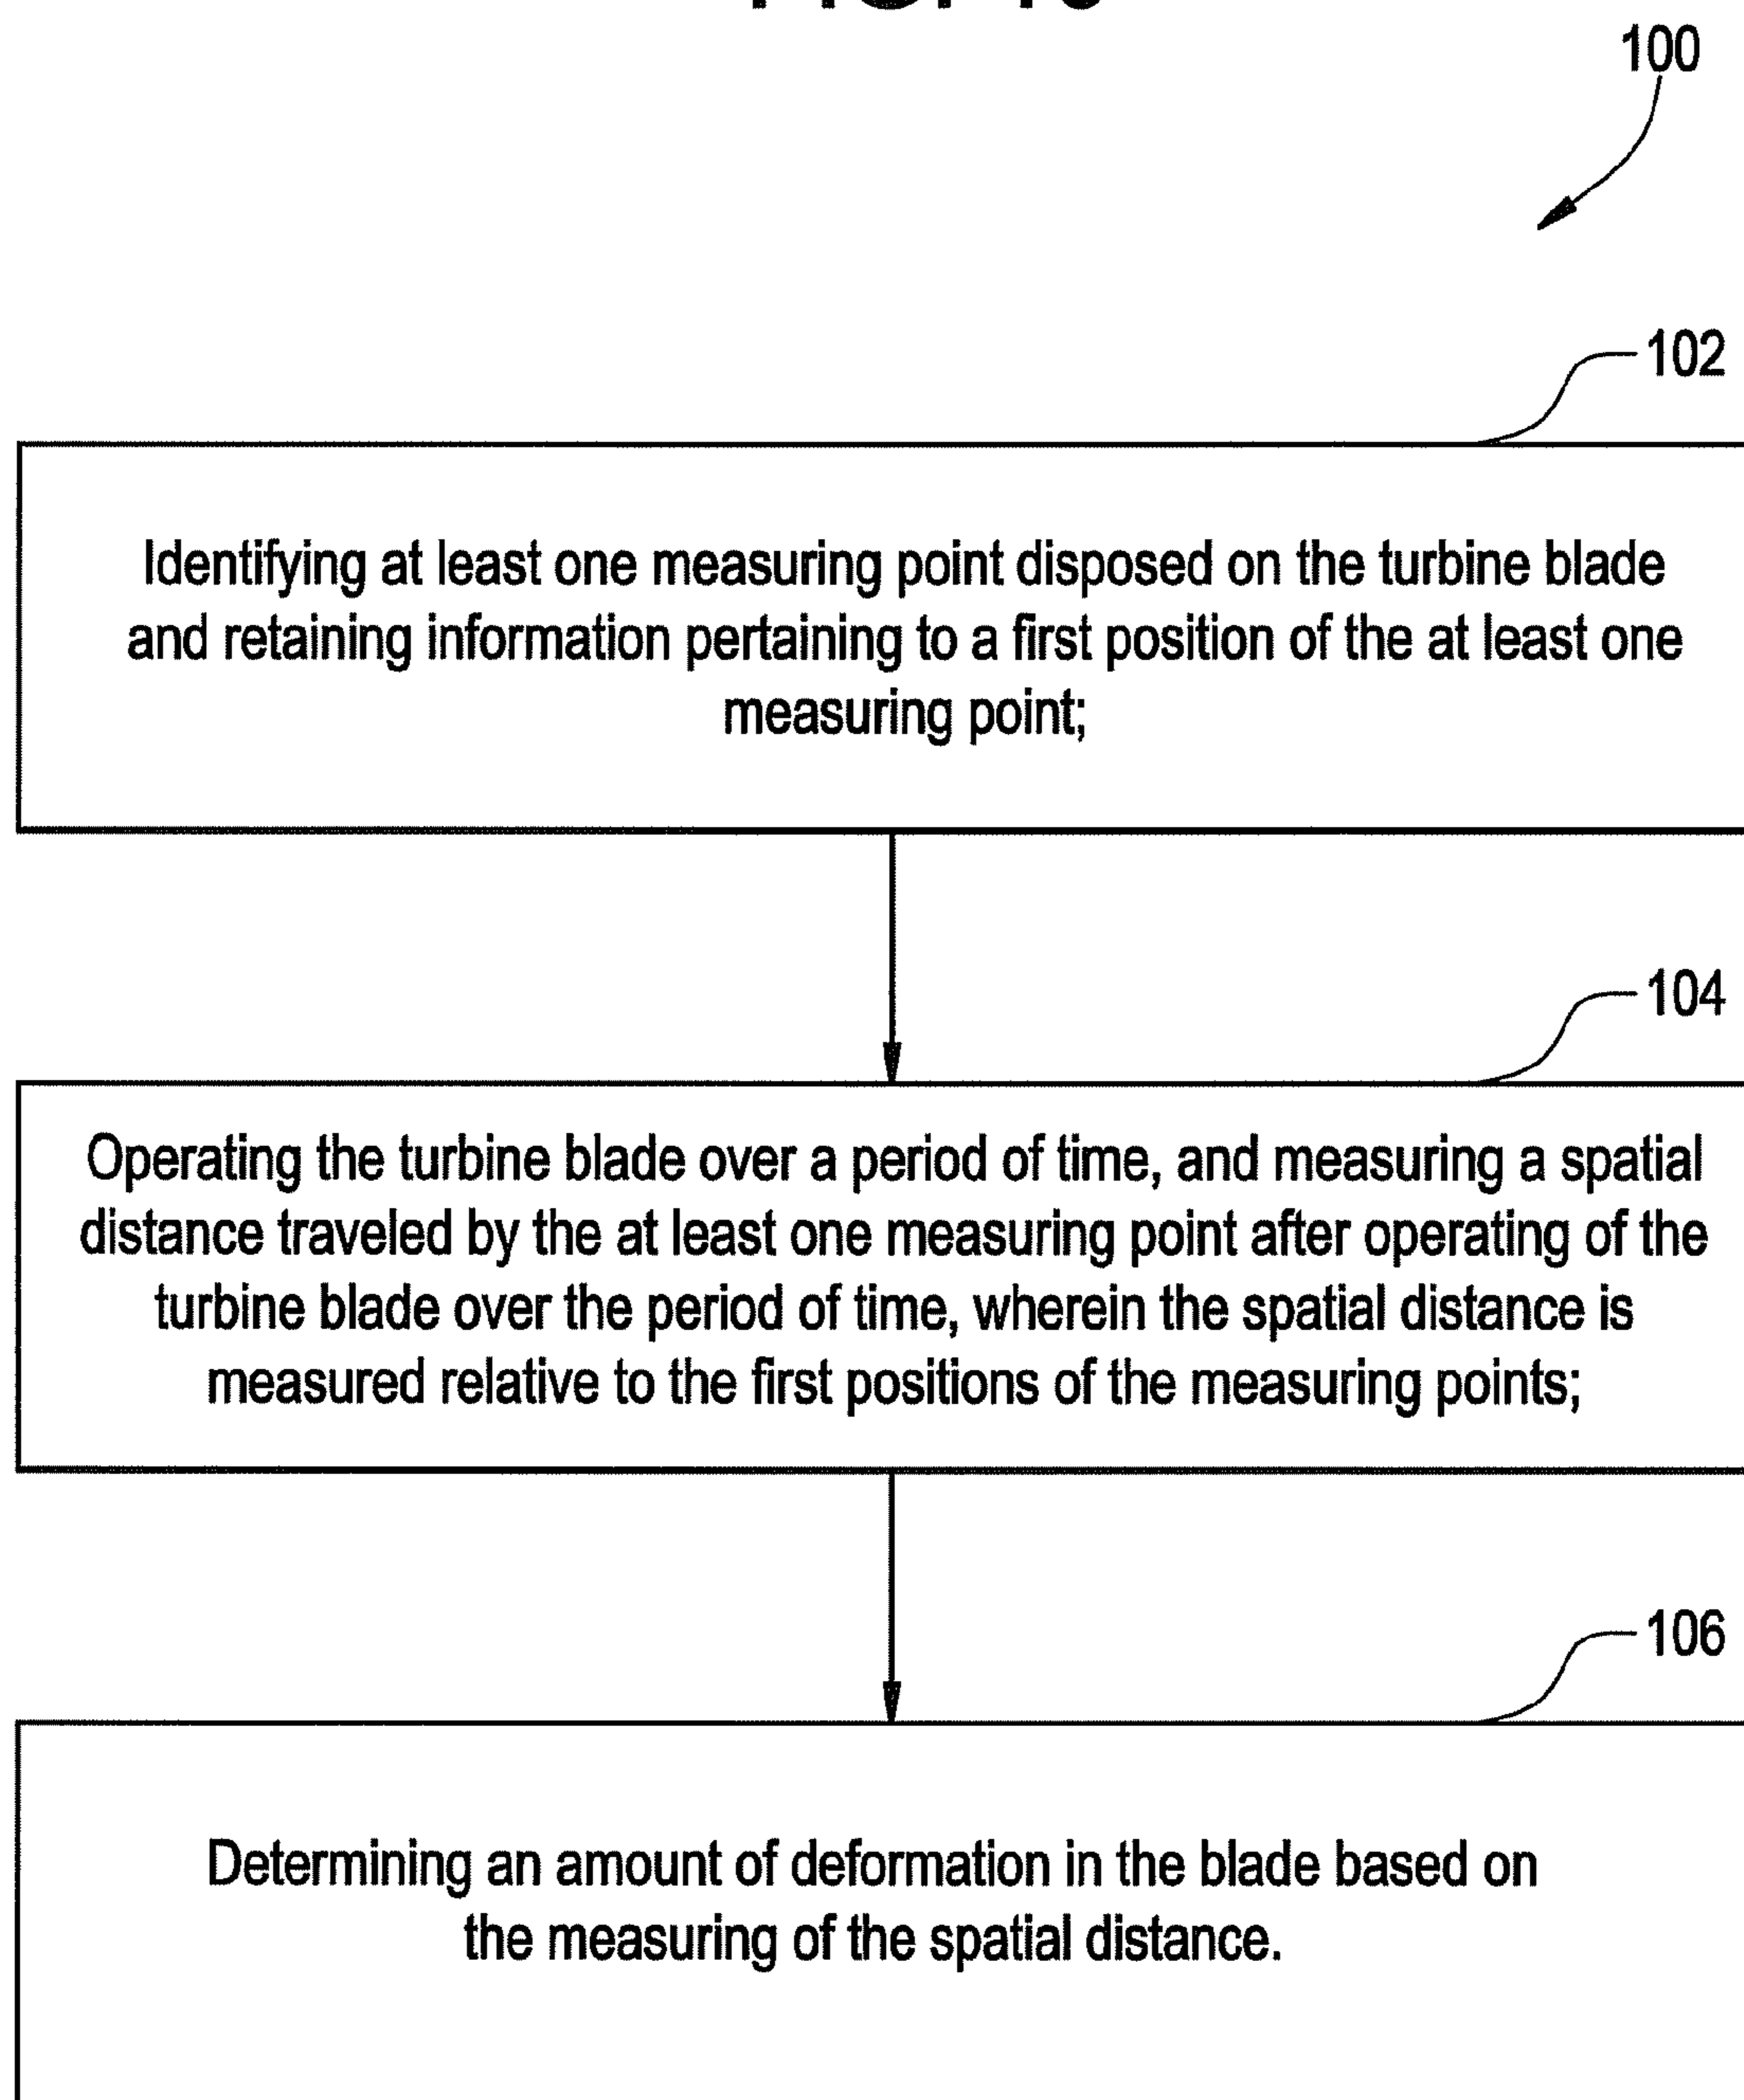 100
102
Identifying at least one measuring point disposed on the turbine blade
and retaining information pertaining to a first position of the at least one
measuring point;
104
Operating the turbine blade over a period of time, and measuring a spatial
distance traveled by the at least one measuring point after operating of the
turbine blade over the period of time, wherein the spatial distance is
measured relative to the first positions of the measuring points;
106
Determining an amount of deformation in the blade based on
the measuring of the spatial distance.